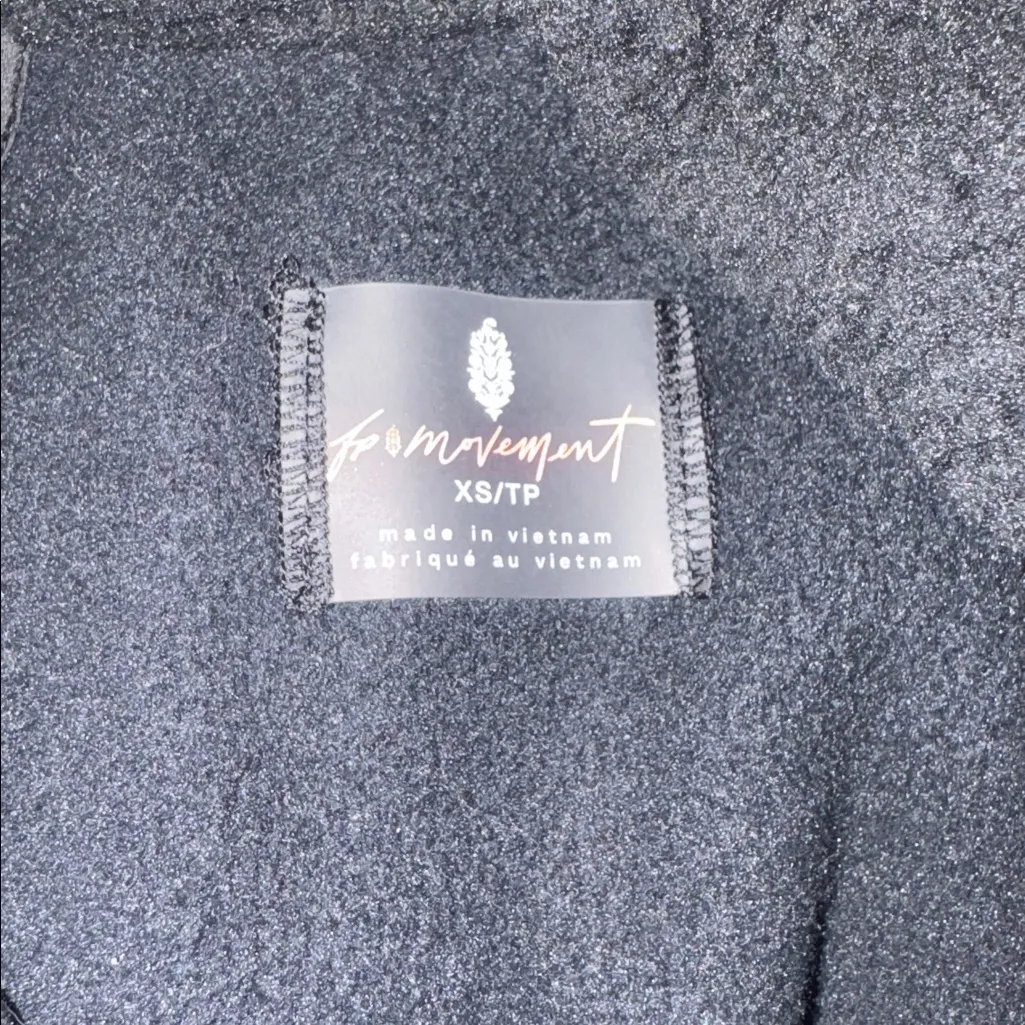 fp movement
XS/TP
made in vietnam
fabriqué au vietnam